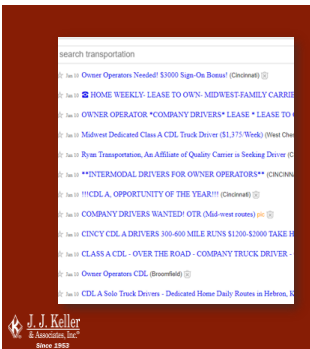 search transportation
☆ Jan 10 Owner Operators Needed! $3000 Sign-On Bonus! (Cincinnati)
☆ Jan 10 ☎ HOME WEEKLY- LEASE TO OWN- MIDWEST-FAMILY CARRIE
☆ Jan 10 OWNER OPERATOR *COMPANY DRIVERS* LEASE * LEASE TO
☆ Jan 10 Midwest Dedicated Class A CDL Truck Driver ($1,375/Week) (West Ches
☆ Jan 10 Ryan Transportation, An Affiliate of Quality Carrier is Seeking Driver (C
☆ Jan 10 **INTERMODAL DRIVERS FOR OWNER OPERATORS** (CINCINN
☆ Jan 10 !!!CDL A, OPPORTUNITY OF THE YEAR!!! (Cincinnati)
☆ Jan 10 COMPANY DRIVERS WANTED! OTR (Mid-west routes) pic
☆ Jan 10 CINCY CDL A DRIVERS 300-600 MILE RUNS $1200-$2000 TAKE H
☆ Jan 10 CLASS A CDL - OVER THE ROAD - COMPANY TRUCK DRIVER -
☆ Jan 10 Owner Operators CDL (Broomfield)
☆ Jan 10 CDL A Solo Truck Drivers - Dedicated Home Daily Routes in Hebron, K
J. J. Keller
& Associates, Inc.®
Since 1953